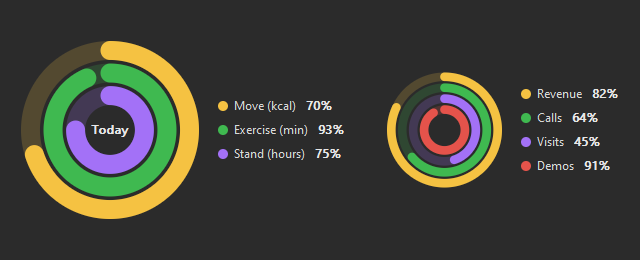 Today
Move (kcal) 70%
Exercise (min) 93%
Stand (hours) 75%
Revenue 82%
Calls 64%
Visits 45%
Demos 91%